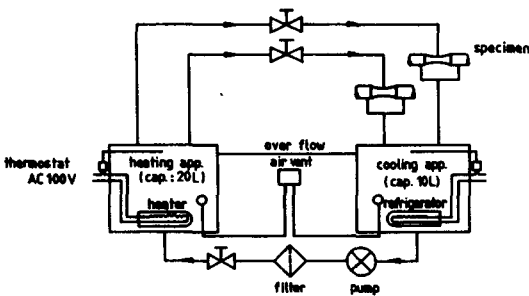 specimen
over flow
air vent
thermostat
AC 100V
heating app.
(cap.: 20L)
heater
cooling app.
(cap. 10L)
refrigarator
filter
pump